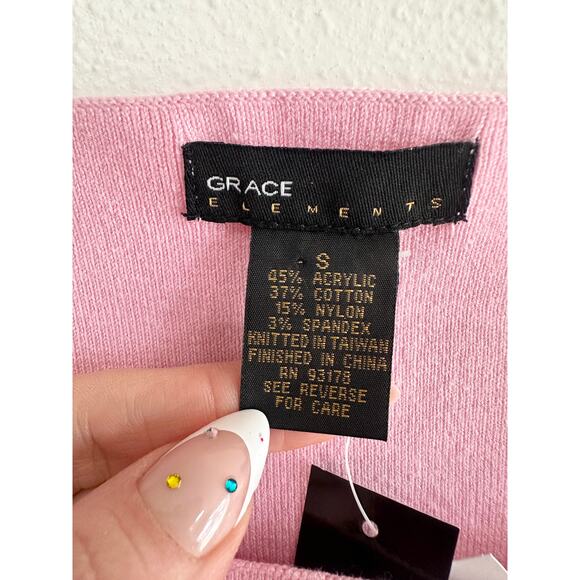 GRACE
ELEMENTS
S
45% ACRYLIC
37% COTTON
15% NYLON
3% SPANDEX
KNITTED IN TAIWAN
FINISHED IN CHINA
RN 93178
SEE REVERSE
FOR CARE